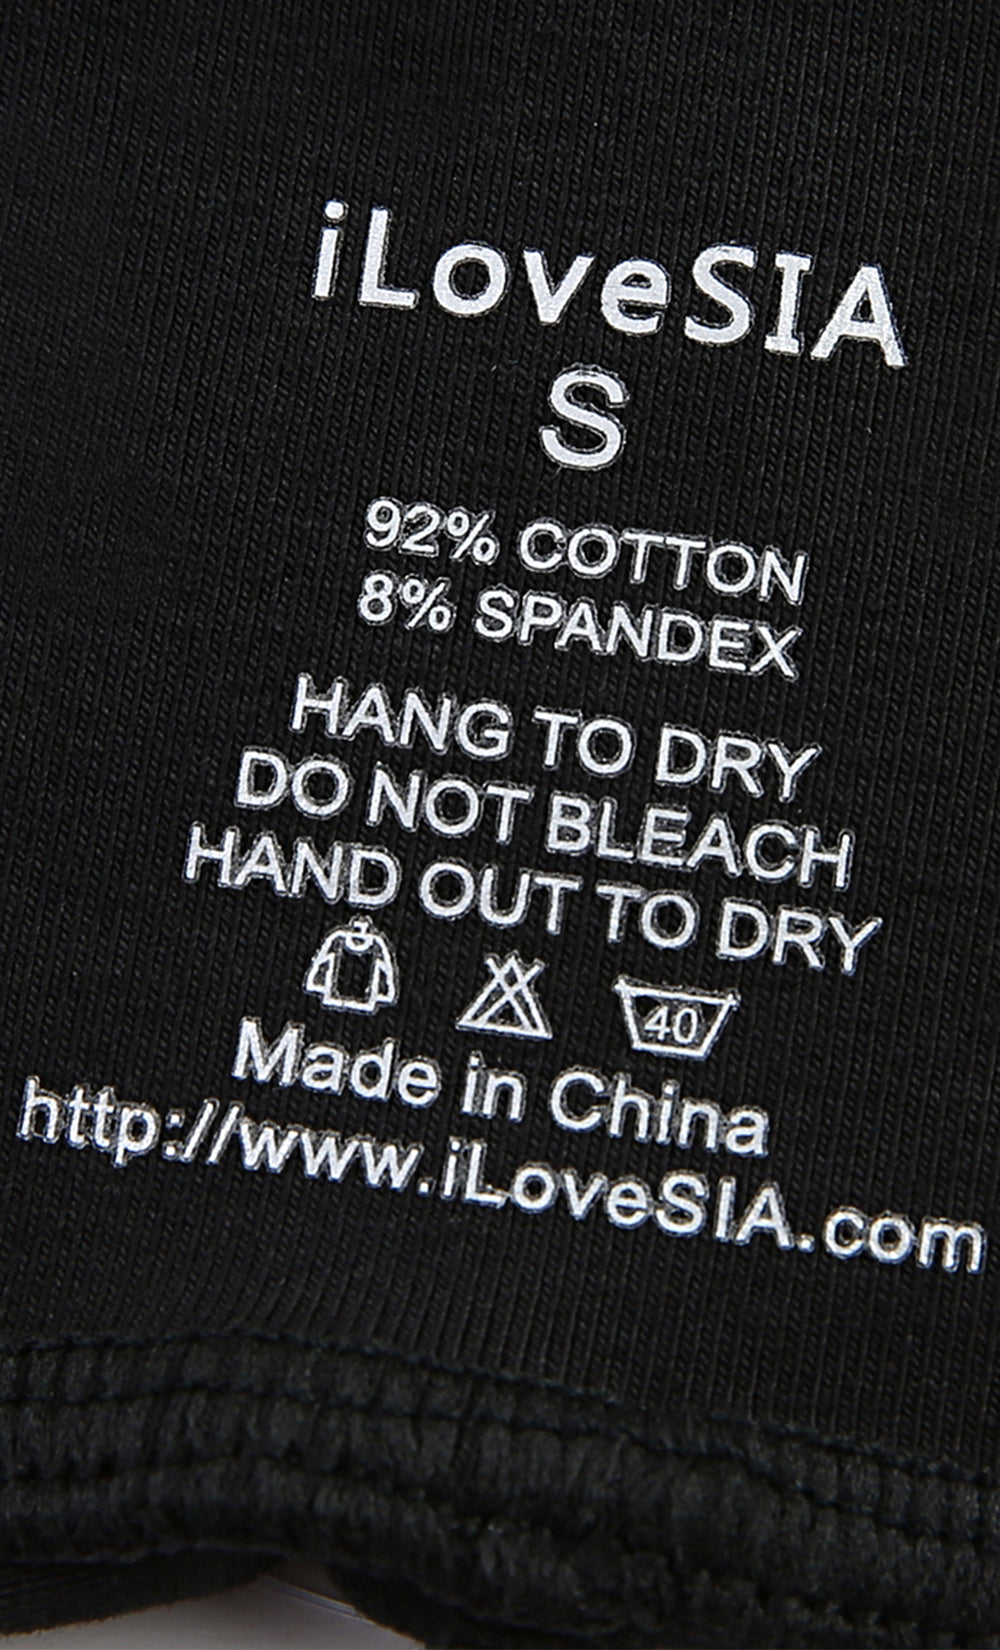 iLoveSIA
S
92% COTTON
8% SPANDEX
HANG TO DRY
DO NOT BLEACH
HAND OUT TO DRY
40
Made in China
http://www.iLoveSIA.com